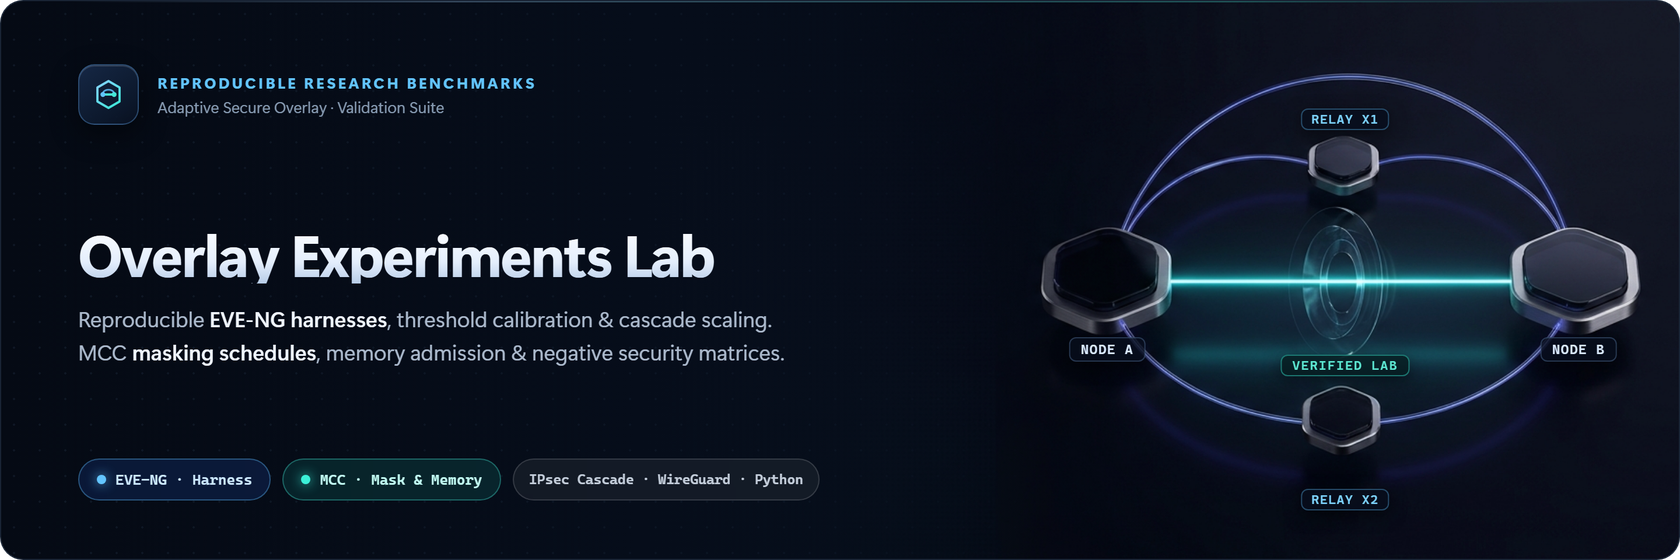 REPRODUCIBLE RESEARCH BENCHMARKS
Adaptive Secure Overlay · Validation Suite
Overlay Experiments Lab
Reproducible EVE-NG harnesses, threshold calibration & cascade scaling.
MCC masking schedules, memory admission & negative security matrices.
EVE-NG · Harness
MCC · Mask & Memory
IPsec Cascade · WireGuard · Python
RELAY X1
NODE A
NODE B
VERIFIED LAB
RELAY X2